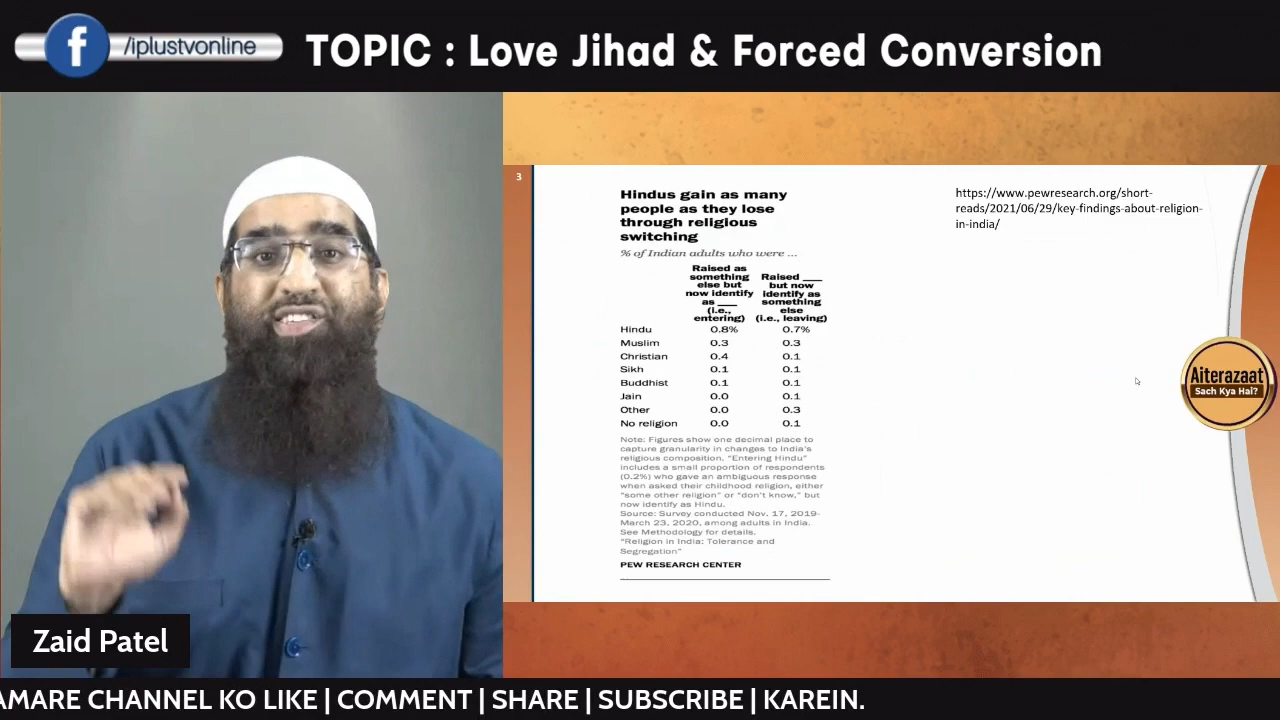 f /iplustvonline
TOPIC : Love Jihad & Forced Conversion
3
Hindus gain as many
people as they lose
through religious
switching
% of Indian adults who were ...
Raised as
something
else but
now identify
as ___
(i.e.,
entering)
Raised ___
but now
identify as
something
else
(i.e., leaving)
Hindu 0.8% 0.7%
Muslim 0.3 0.3
Christian 0.4 0.1
Sikh 0.1 0.1
Buddhist 0.1 0.1
Jain 0.0 0.1
Other 0.0 0.3
No religion 0.0 0.1
Note: Figures show one decimal place to
capture granularity in changes to India's
religious composition. "Entering Hindu"
includes a small proportion of respondents
(0.2%) who gave an ambiguous response
when asked their childhood religion, either
"some other religion" or "don't know," but
now identify as Hindu.
Source: Survey conducted Nov. 17, 2019-
March 23, 2020, among adults in India.
See Methodology for details.
"Religion in India: Tolerance and
Segregation"
PEW RESEARCH CENTER
https://www.pewresearch.org/short-
reads/2021/06/29/key-findings-about-religion-
in-india/
Aiterazaat
Sach Kya Hai?
Zaid Patel
AMARE CHANNEL KO LIKE | COMMENT | SHARE | SUBSCRIBE | KAREIN.